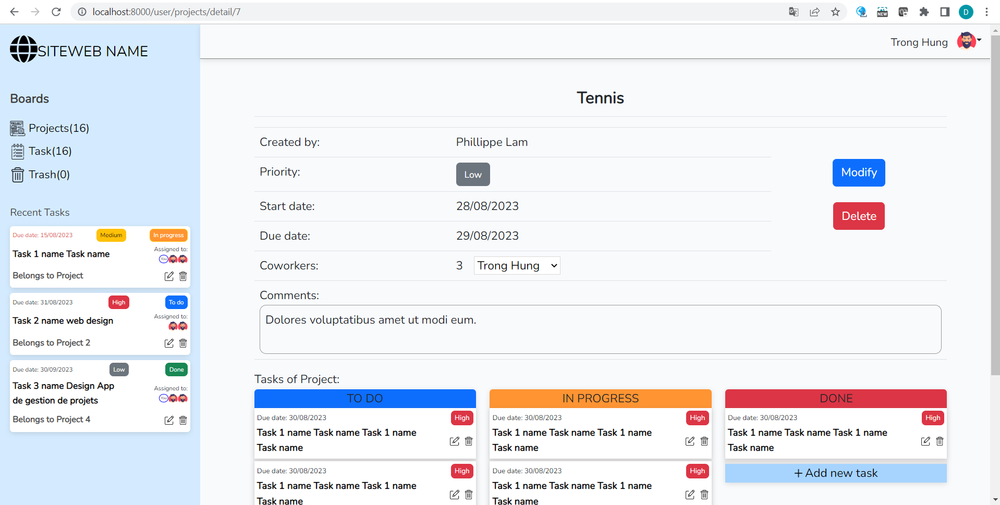 localhost:8000/user/projects/detail/7
NEW
D
SITEWEB NAME
Trong Hung
Boards
PROJECT
Projects(16)
Task(16)
Trash(0)
Recent Tasks
Due date: 15/08/2023 Medium In progress
Assigned to:
Task 1 name Task name
You
Belongs to Project
Due date: 31/08/2023 High To do
Assigned to:
Task 2 name web design
Belongs to Project 2
Due date: 30/09/2023 Low Done
Task 3 name Design App
de gestion de projets
Assigned to:
You
Belongs to Project 4
Tennis
Created by: Phillippe Lam
Priority: Low
Start date: 28/08/2023
Due date: 29/08/2023
Coworkers: 3 Trong Hung
Modify
Delete
Comments:
Dolores voluptatibus amet ut modi eum.
Tasks of Project:
TO DO
Due date: 30/08/2023 High
Task 1 name Task name Task 1 name
Task name
Due date: 30/08/2023 High
Task 1 name Task name Task 1 name
Task name
IN PROGRESS
Due date: 30/08/2023 High
Task 1 name Task name Task 1 name
Task name
Due date: 30/08/2023 High
Task 1 name Task name Task 1 name
Task name
DONE
Due date: 30/08/2023 High
Task 1 name Task name Task 1 name
Task name
+ Add new task